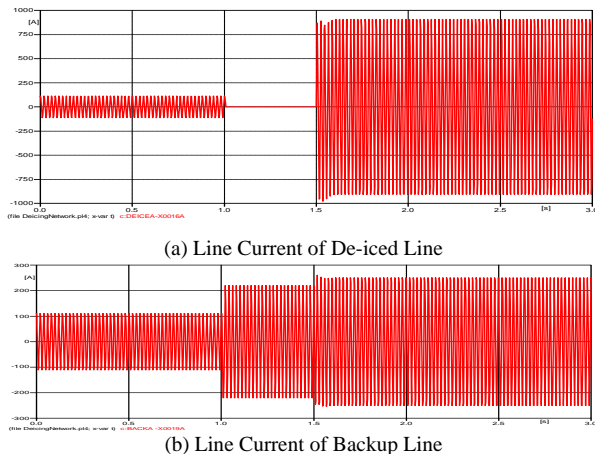 1000
[A]
750
500
250
0
-250
-500
-750
-1000
0.0 0.5 1.0 1.5 2.0 2.5 [s] 3.0
(file DeicingNetwork.pl4; x-var t) c:DEICEA-X0016A
(a) Line Current of De-iced Line
300
[A]
200
100
0
-100
-200
-300
0.0 0.5 1.0 1.5 2.0 2.5 [s] 3.0
(file DeicingNetwork.pl4; x-var t) c:BACKA -X0019A
(b) Line Current of Backup Line